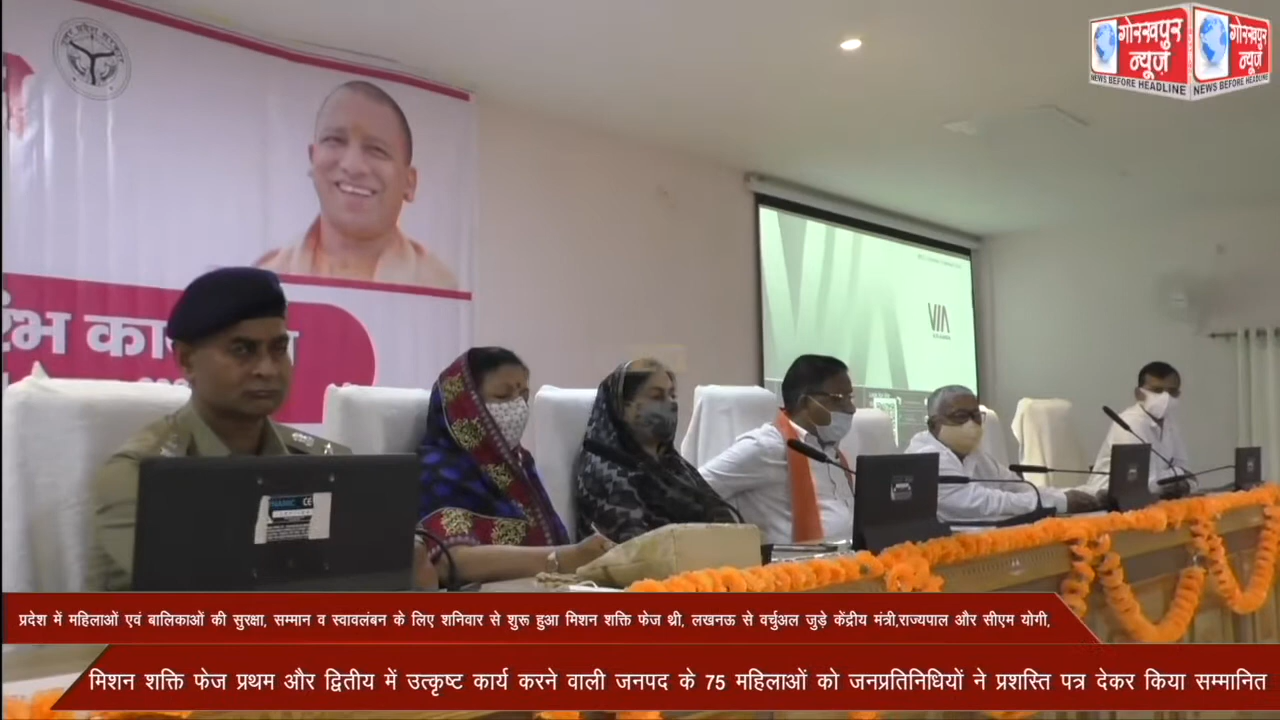 गोरखपुर
न्यूज़
NEWS BEFORE HEADLINE
गोरखपुर
न्यूज़
NEWS BEFORE HEADLINE
VIA
NAMC CE
प्रदेश में महिलाओं एवं बालिकाओं की सुरक्षा, सम्मान व स्वावलंबन के लिए शनिवार से शुरू हुआ मिशन शक्ति फेज थ्री, लखनऊ से वर्चुअल जुड़े केंद्रीय मंत्री,राज्यपाल और सीएम योगी,
मिशन शक्ति फेज प्रथम और द्वितीय में उत्कृष्ट कार्य करने वाली जनपद के 75 महिलाओं को जनप्रतिनिधियों ने प्रशस्ति पत्र देकर किया सम्मानित